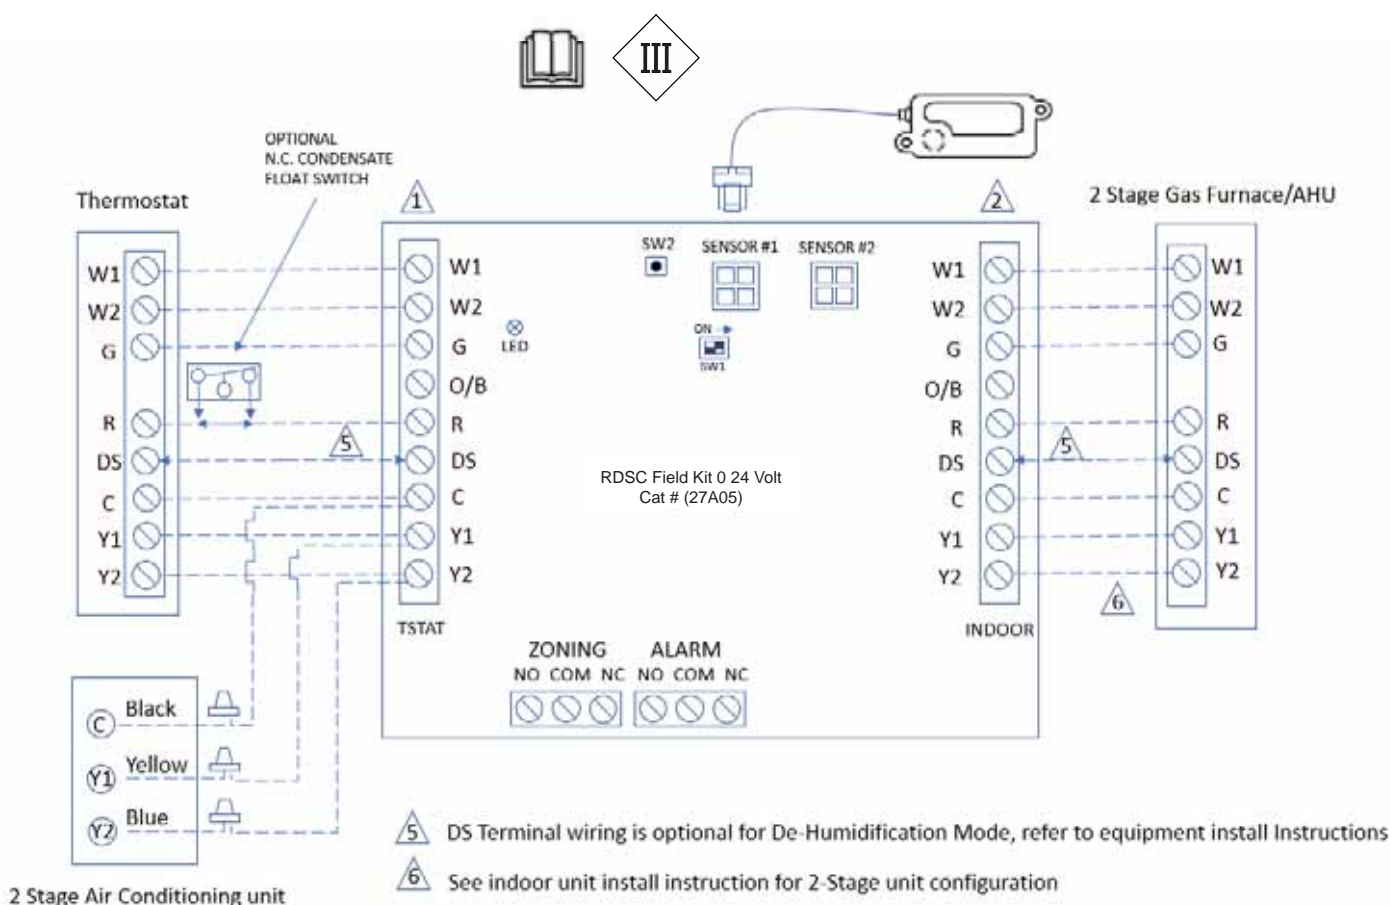 III
OPTIONAL
N.C. CONDENSATE
FLOAT SWITCH
Thermostat
1
2
2 Stage Gas Furnace/AHU
W1
W2
G
R
DS
C
Y1
Y2
W1
W2
G
O/B
R
DS
C
Y1
Y2
TSTAT
5
LED
SW2
SENSOR #1
SENSOR #2
ON
SW1
RDSC Field Kit 0 24 Volt
Cat # (27A05)
W1
W2
G
O/B
R
DS
C
Y1
Y2
INDOOR
5
6
W1
W2
G
R
DS
C
Y1
Y2
ZONING
NO COM NC
ALARM
NO COM NC
C Black
Y1 Yellow
Y2 Blue
2 Stage Air Conditioning unit
5 DS Terminal wiring is optional for De-Humidification Mode, refer to equipment install Instructions
6 See indoor unit install instruction for 2-Stage unit configuration